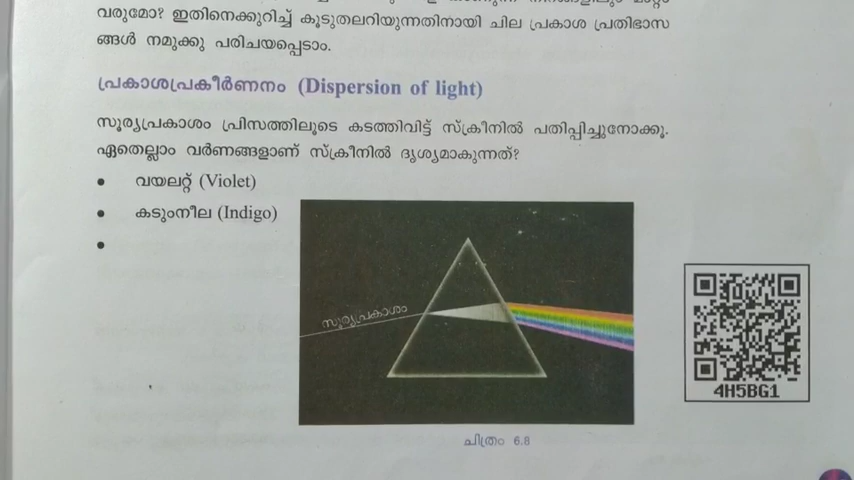 വരുമോ? ഇതിനെക്കുറിച്ച് കൂടുതലറിയുന്നതിനായി ചില പ്രകാശ പ്രതിഭാസ
ങ്ങൾ നമുക്കു പരിചയപ്പെടാം.
പ്രകാശപ്രകീർണനം (Dispersion of light)
സൂര്യപ്രകാശം പ്രിസത്തിലൂടെ കടത്തിവിട്ട് സ്ക്രീനിൽ പതിപ്പിച്ചുനോക്കൂ.
ഏതെല്ലാം വർണങ്ങളാണ് സ്ക്രീനിൽ ദൃശ്യമാകുന്നത്?
• വയലറ്റ് (Violet)
• കടുംനീല (Indigo)
•
സൂര്യപ്രകാശം
4H5BG1
ചിത്രം 6.8